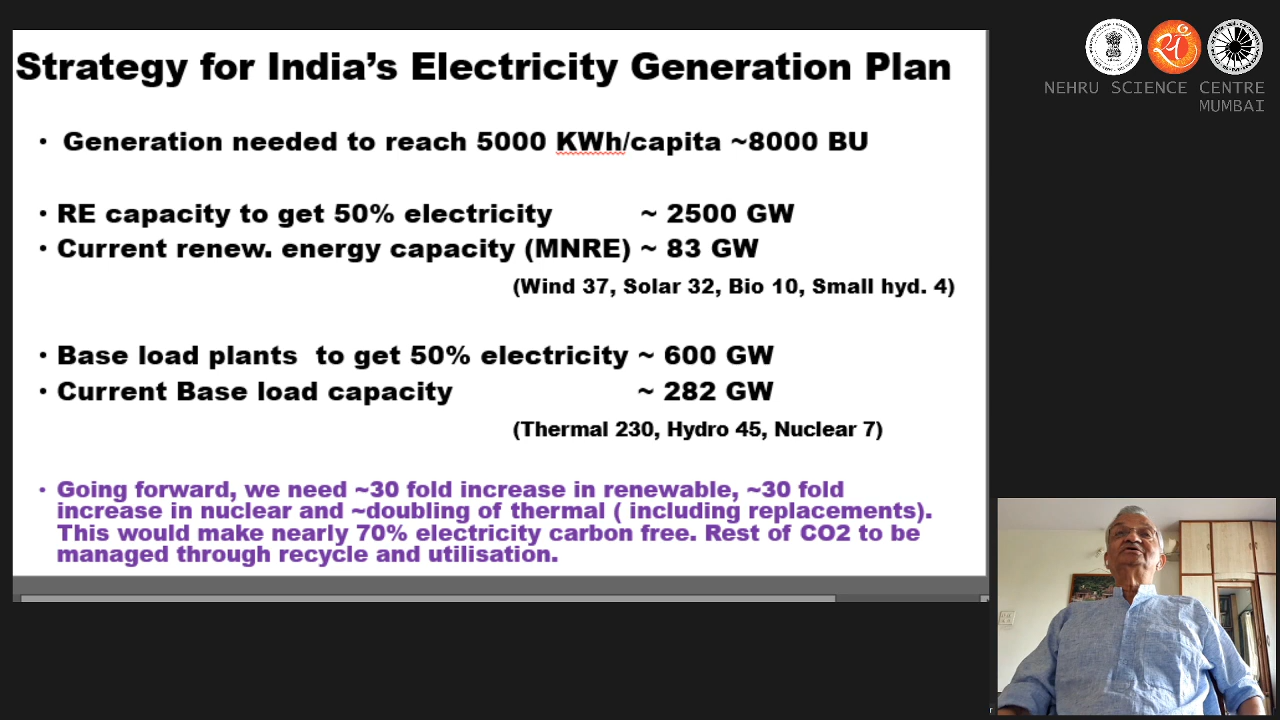 Strategy for India's Electricity Generation Plan
NEHRU SCIENCE CENTRE
MUMBAI
• Generation needed to reach 5000 KWh/capita ~8000 BU
• RE capacity to get 50% electricity ~ 2500 GW
• Current renew. energy capacity (MNRE) ~ 83 GW
(Wind 37, Solar 32, Bio 10, Small hyd. 4)
• Base load plants to get 50% electricity ~ 600 GW
• Current Base load capacity ~ 282 GW
(Thermal 230, Hydro 45, Nuclear 7)
• Going forward, we need ~30 fold increase in renewable, ~30 fold
increase in nuclear and ~doubling of thermal ( including replacements).
This would make nearly 70% electricity carbon free. Rest of CO2 to be
managed through recycle and utilisation.